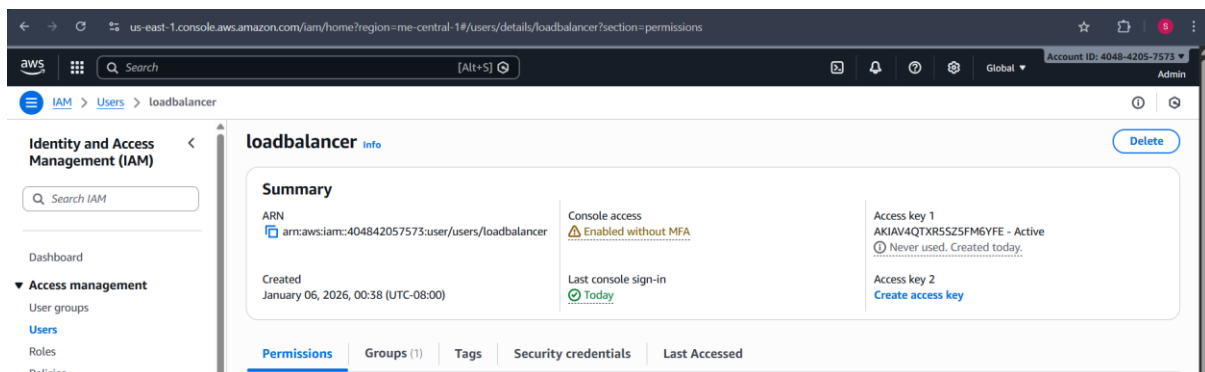 us-east-1.console.aws.amazon.com/iam/home?region=me-central-1#/users/details/loadbalancer?section=permissions
S
aws
Search
[Alt+S]
Global
Account ID: 4048-4205-7573
Admin
IAM > Users > loadbalancer
Identity and Access
Management (IAM)
Search IAM
Dashboard
Access management
User groups
Users
Roles
Policies
loadbalancer Info
Delete
Summary
ARN
arn:aws:iam::404842057573:user/users/loadbalancer
Created
January 06, 2026, 00:38 (UTC-08:00)
Console access
Enabled without MFA
Last console sign-in
Today
Access key 1
AKIAV4QTXR5SZ5FM6YFE - Active
Never used. Created today.
Access key 2
Create access key
Permissions
Groups (1)
Tags
Security credentials
Last Accessed